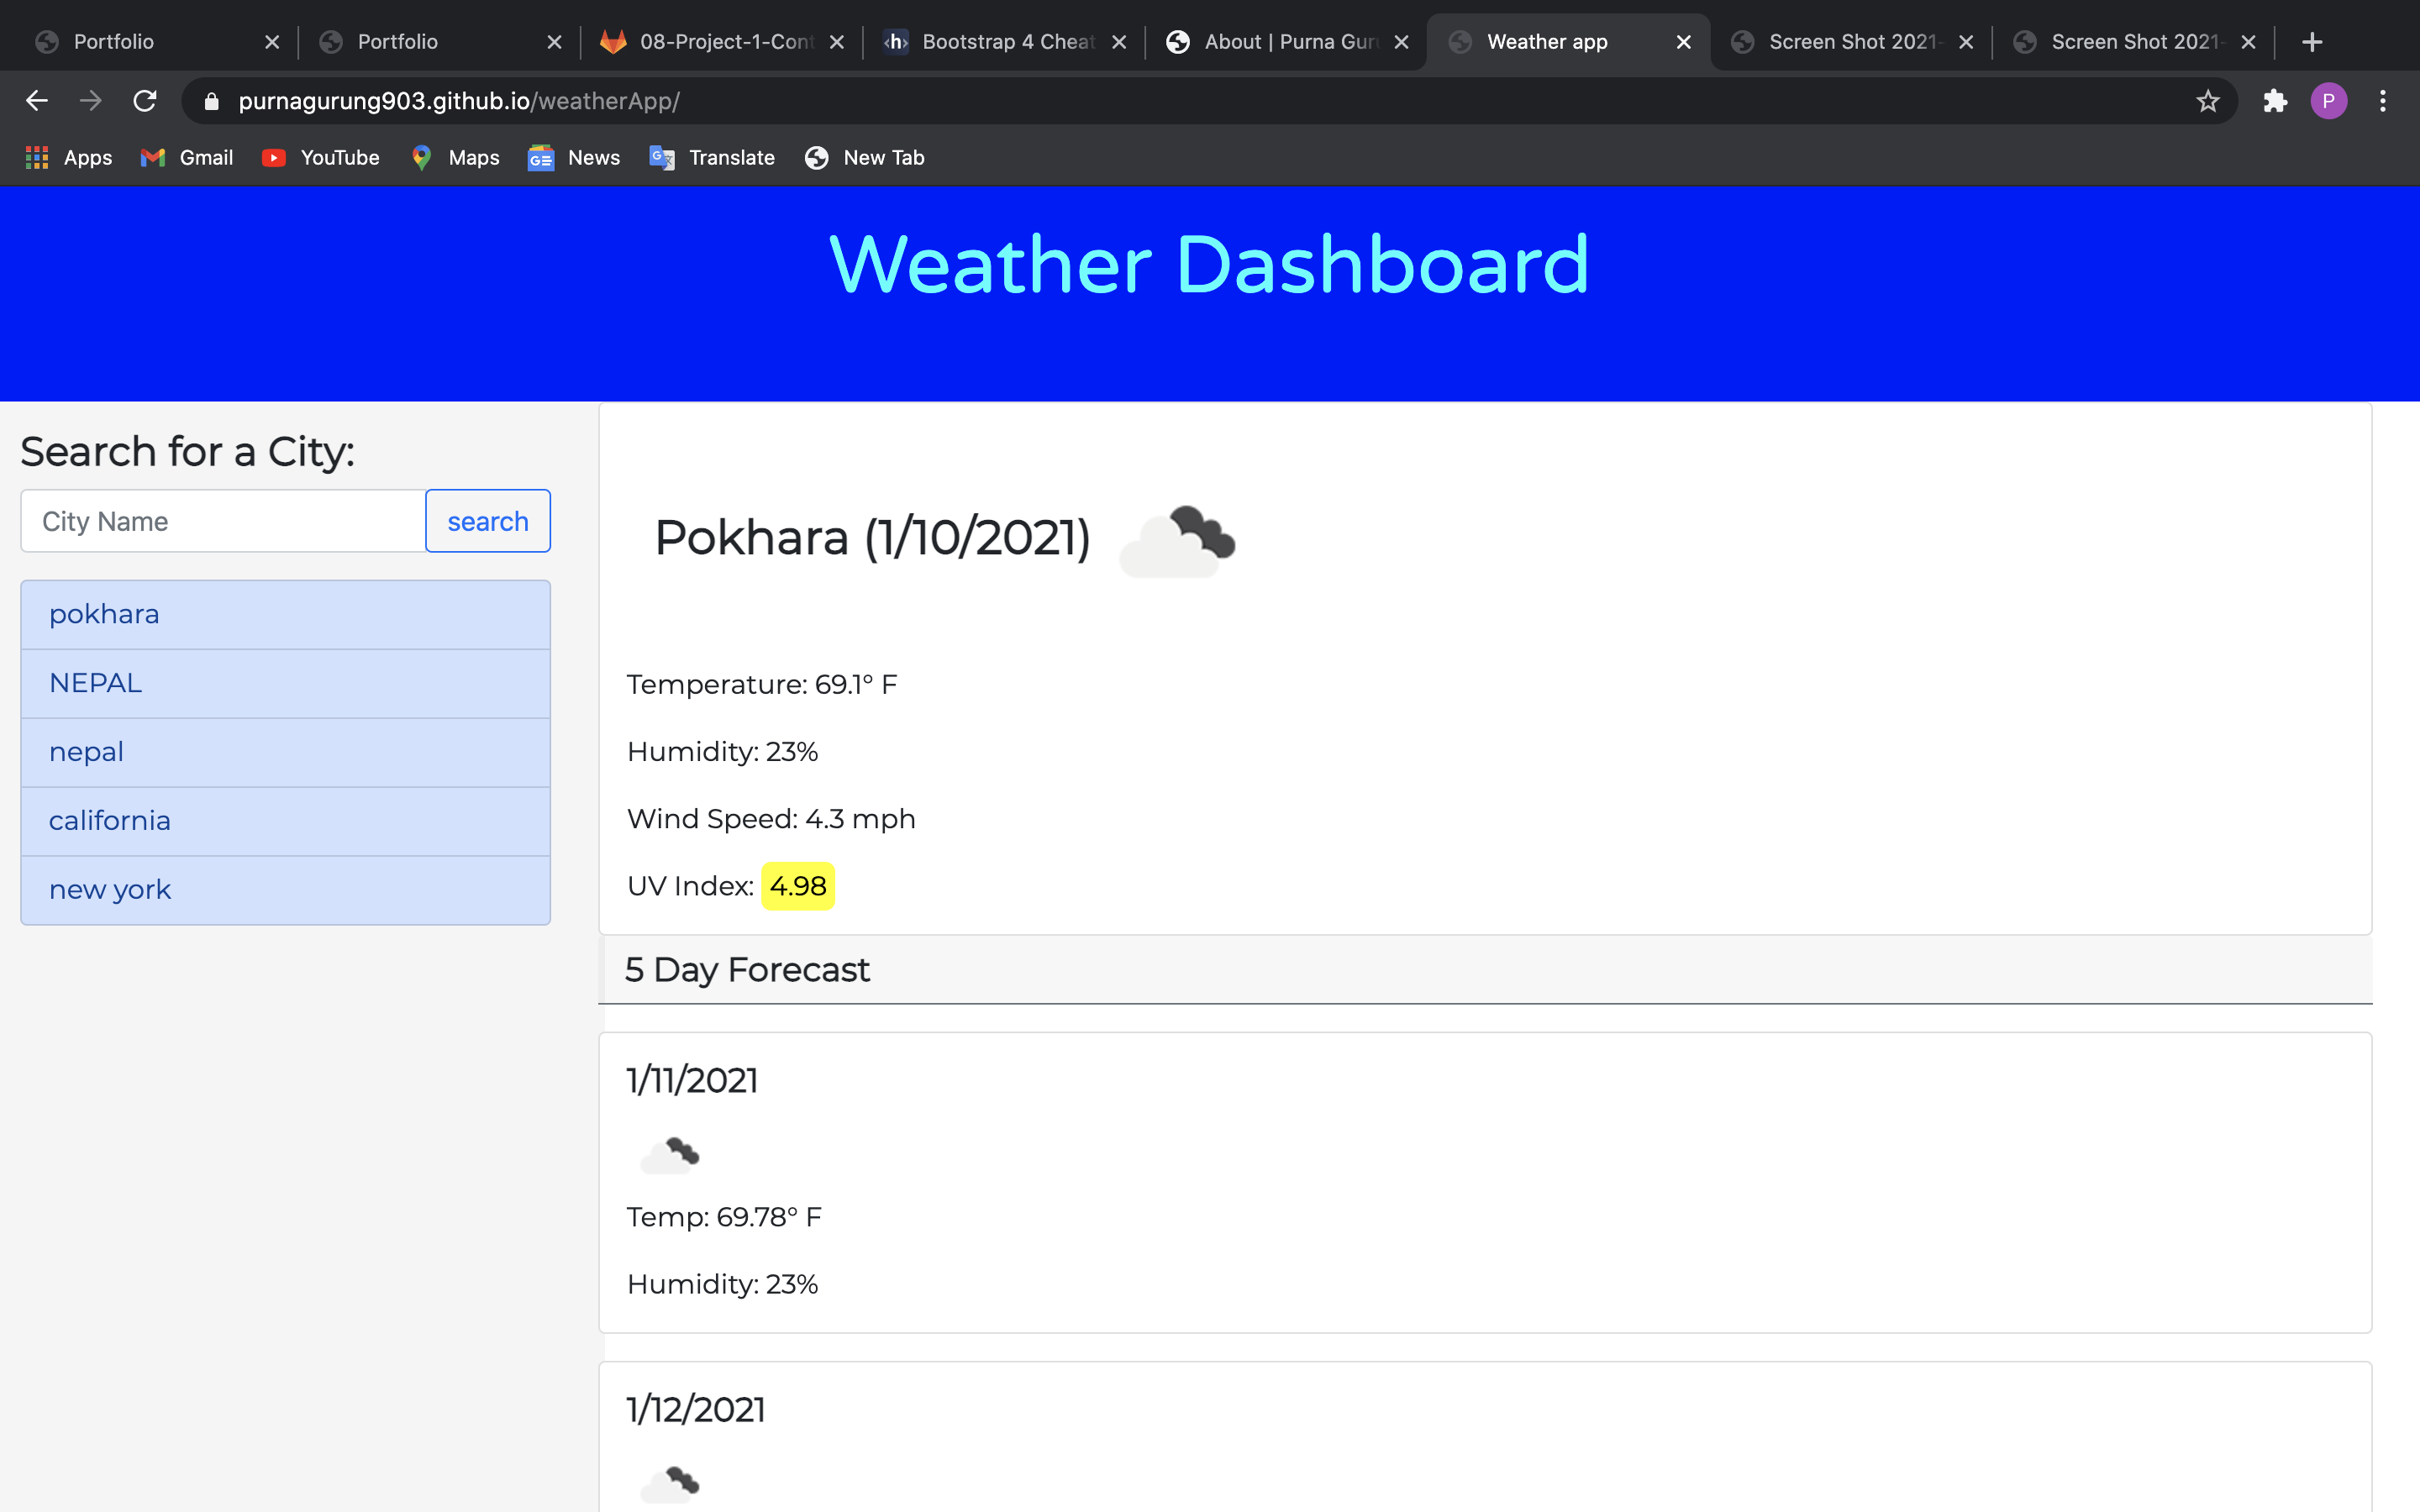 Portfolio
Portfolio
08-Project-1-Cont
<h> Bootstrap 4 Cheat
About | Purna Guru
Weather app
Screen Shot 2021-
Screen Shot 2021-
purnagurung903.github.io/weatherApp/
P
Apps
Gmail
YouTube
Maps
News
Translate
New Tab
Weather Dashboard
Search for a City:
City Name
search
pokhara
NEPAL
nepal
california
new york
Pokhara (1/10/2021)
Temperature: 69.1° F
Humidity: 23%
Wind Speed: 4.3 mph
UV Index: 4.98
5 Day Forecast
1/11/2021
Temp: 69.78° F
Humidity: 23%
1/12/2021